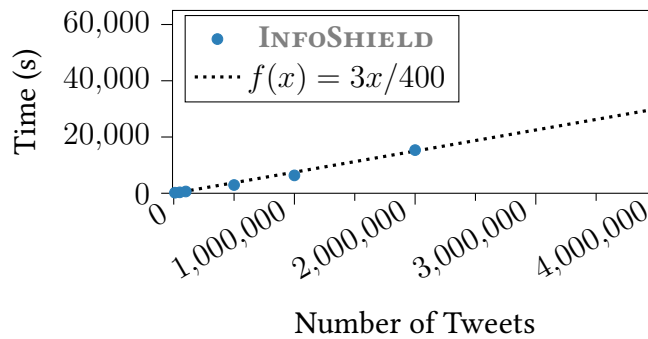 60,000
40,000
20,000
0
Time (s)
INFOSHIELD
f(x) = 3x/400
0
1,000,000
2,000,000
3,000,000
4,000,000
Number of Tweets